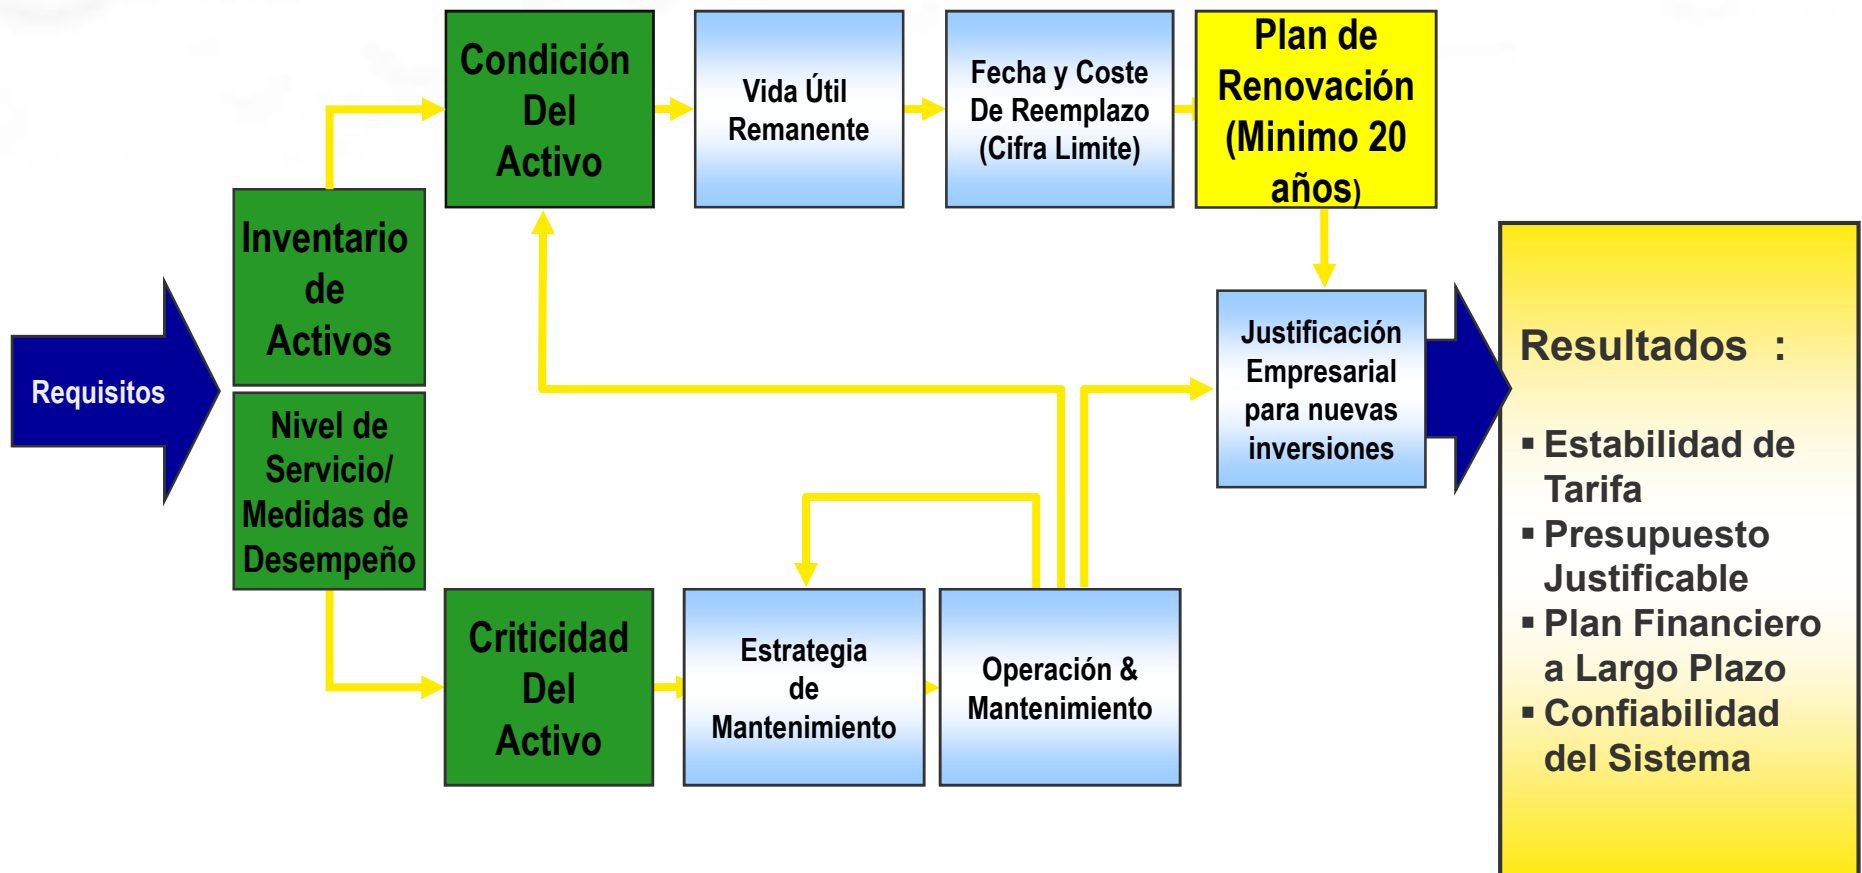 Requisitos
Inventario
de
Activos
Nivel de
Servicio/
Medidas de
Desempeño
Condición
Del
Activo
Vida Útil
Remanente
Fecha y Coste
De Reemplazo
(Cifra Limite)
Plan de
Renovación
(Minimo 20
años)
Criticidad
Del
Activo
Estrategia
de
Mantenimiento
Operación &
Mantenimiento
Justificación
Empresarial
para nuevas
inversiones
Resultados :
▪ Estabilidad de
Tarifa
▪ Presupuesto
Justificable
▪ Plan Financiero
a Largo Plazo
▪ Confiabilidad
del Sistema